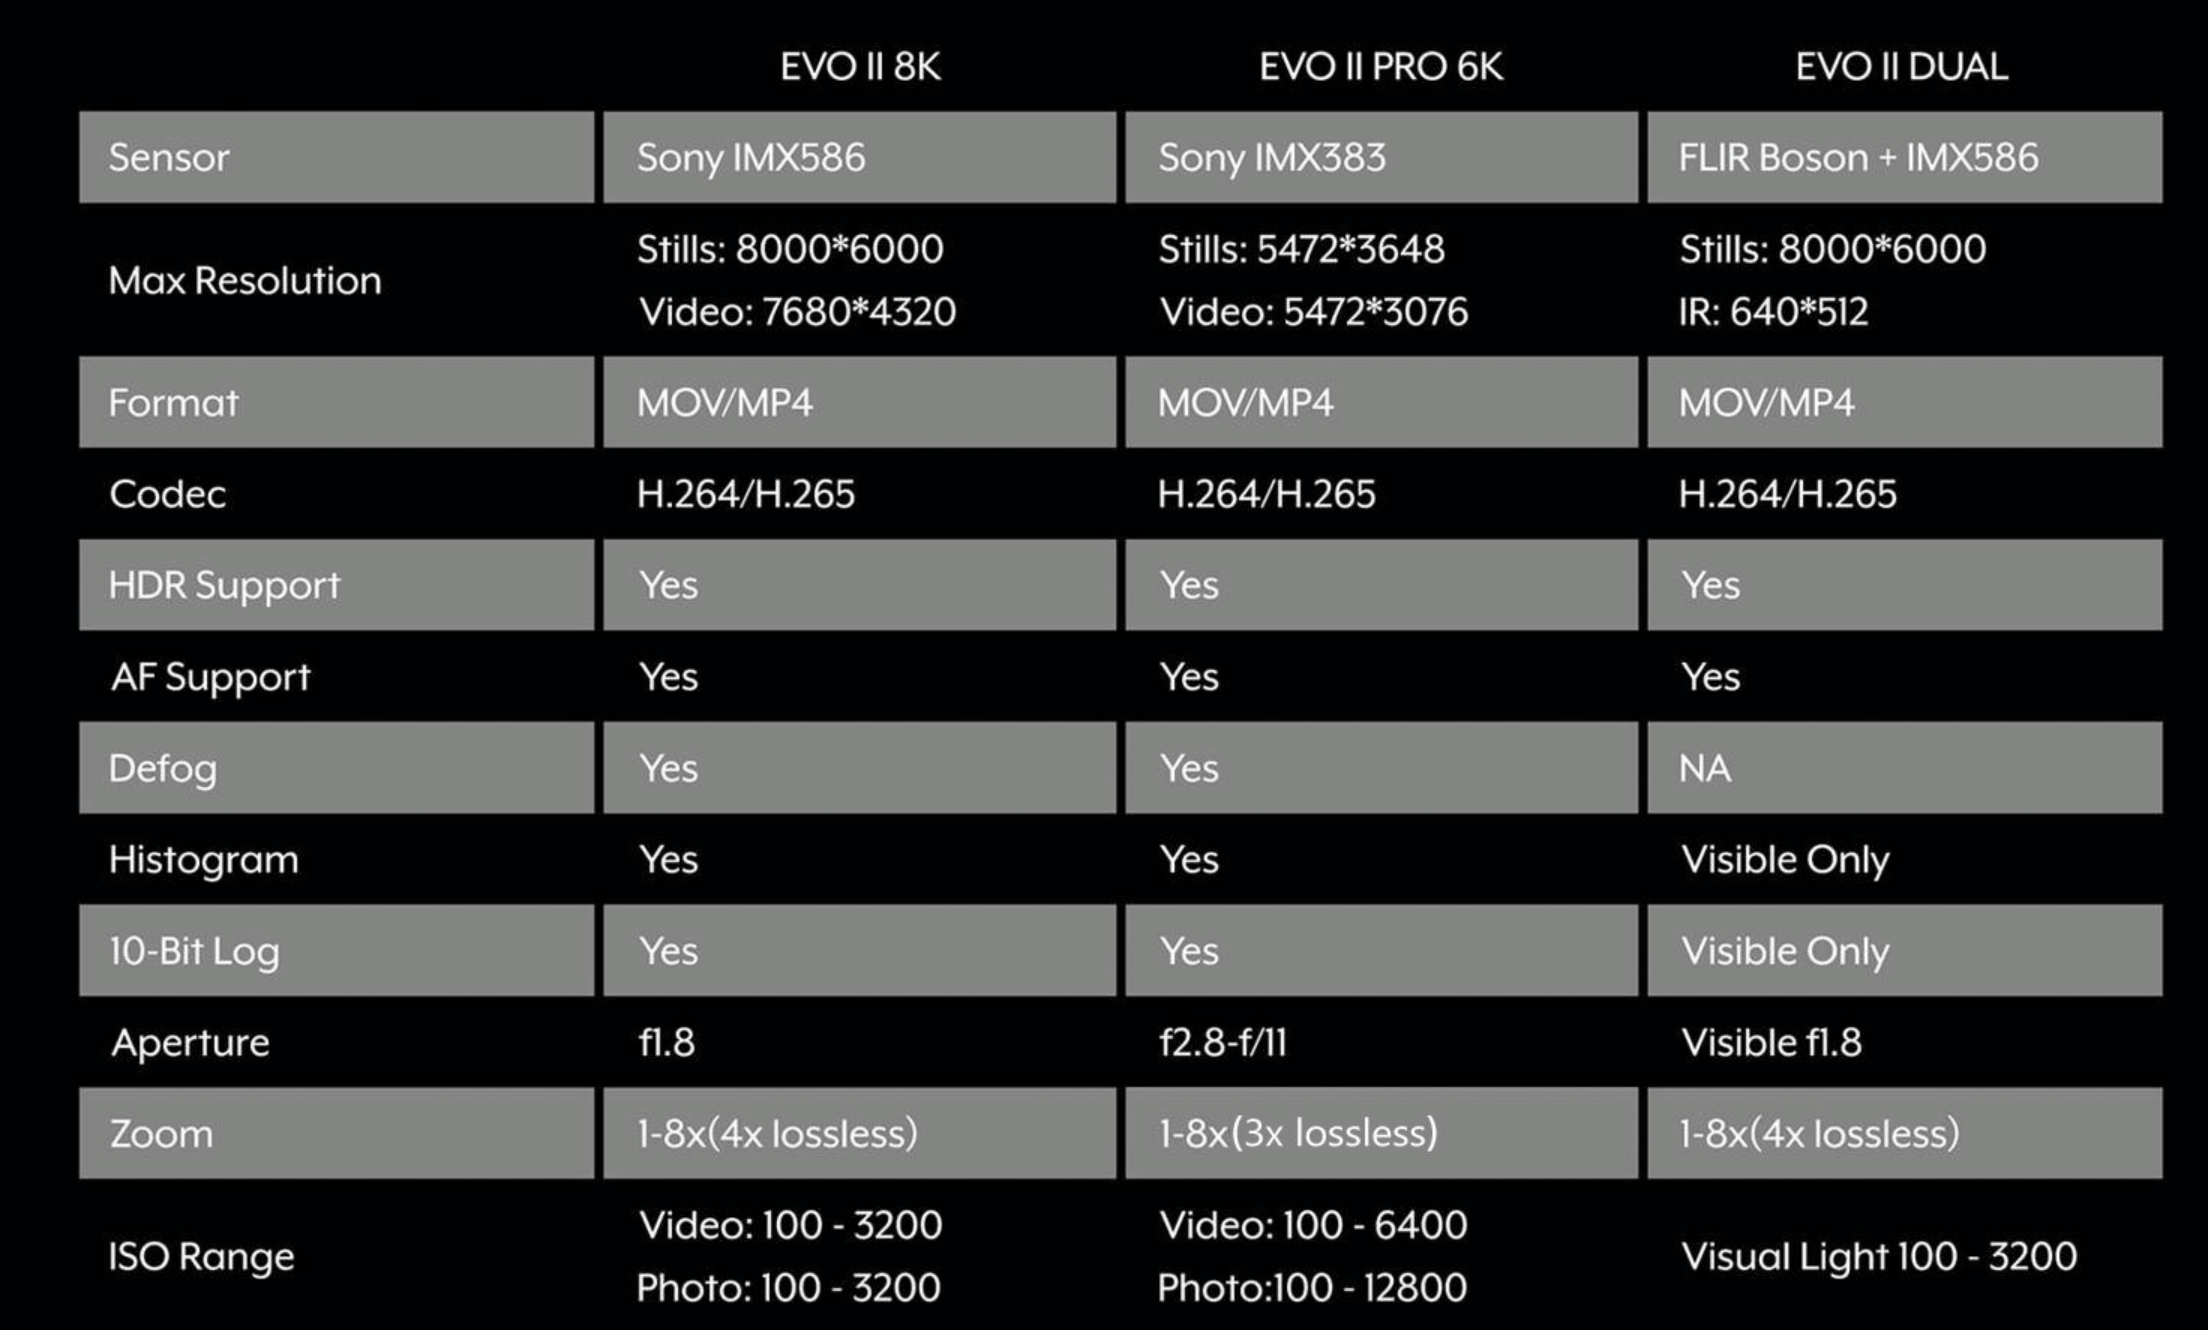 EVO II 8K EVO II PRO 6K EVO II DUAL
Sensor Sony IMX586 Sony IMX383 FLIR Boson + IMX586
Max Resolution
Stills: 8000*6000 Stills: 5472*3648 Stills: 8000*6000
Video: 7680*4320 Video: 5472*3076 IR: 640*512
Format MOV/MP4 MOV/MP4 MOV/MP4
Codec H.264/H.265 H.264/H.265 H.264/H.265
HDR Support Yes Yes Yes
AF Support Yes Yes Yes
Defog Yes Yes NA
Histogram Yes Yes Visible Only
10-Bit Log Yes Yes Visible Only
Aperture f1.8 f2.8-f/11 Visible f1.8
Zoom 1-8x(4x lossless) 1-8x(3x lossless) 1-8x(4x lossless)
ISO Range
Video: 100 - 3200 Video: 100 - 6400 Visual Light 100 - 3200
Photo: 100 - 3200 Photo:100 - 12800